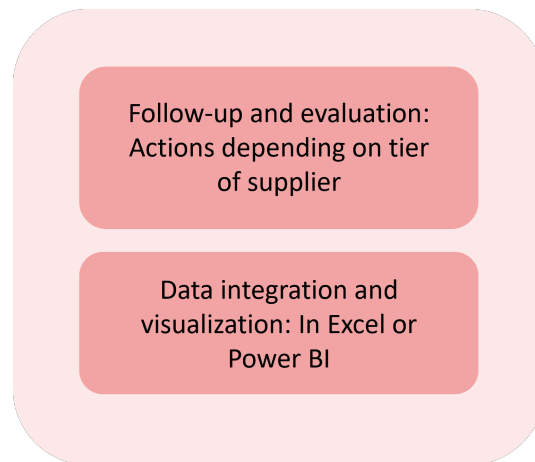 Follow-up and evaluation:
Actions depending on tier
of supplier
Data integration and
visualization: In Excel or
Power BI